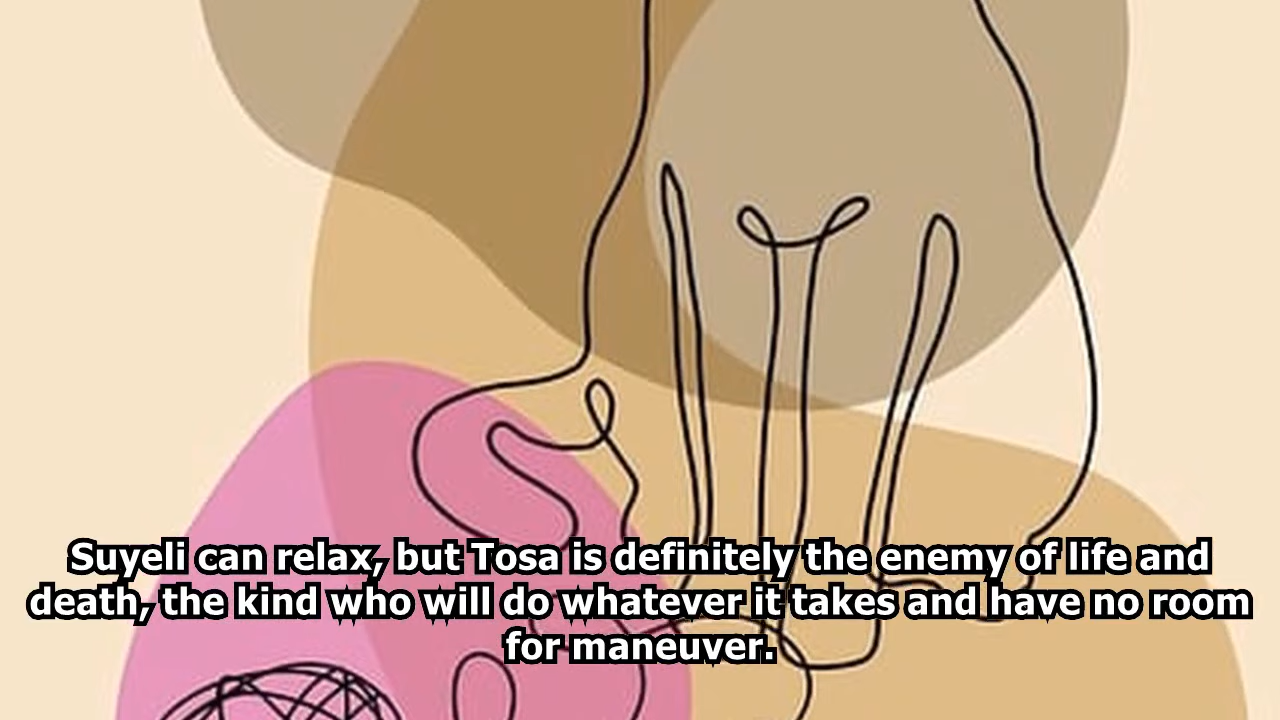 Suyeli can relax, but Tosa is definitely the enemy of life and
death, the kind who will do whatever it takes and have no room
for maneuver.